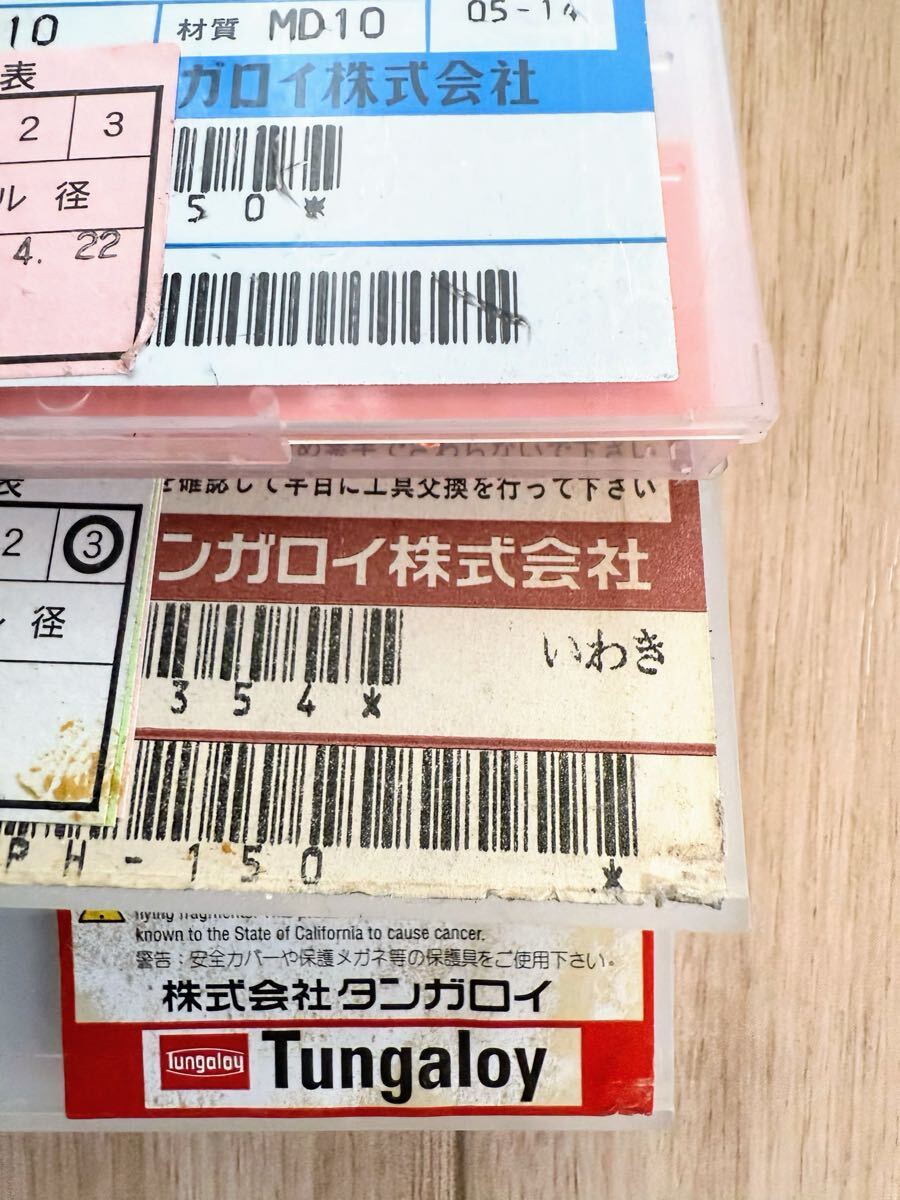 10
材質 MD10
05-14
表
ガロイ株式会社
2 3
50*
ル 径
4. 22
を確認して早目に工具交換を行って下さい
表
2 3
ンガロイ株式会社
径
354*
いわき
PH-150 *
flying fragments.
known to the State of California to cause cancer.
警告:安全カバーや保護メガネ等の保護具をご使用下さい。
株式会社タンガロイ
Tungaloy Tungaloy